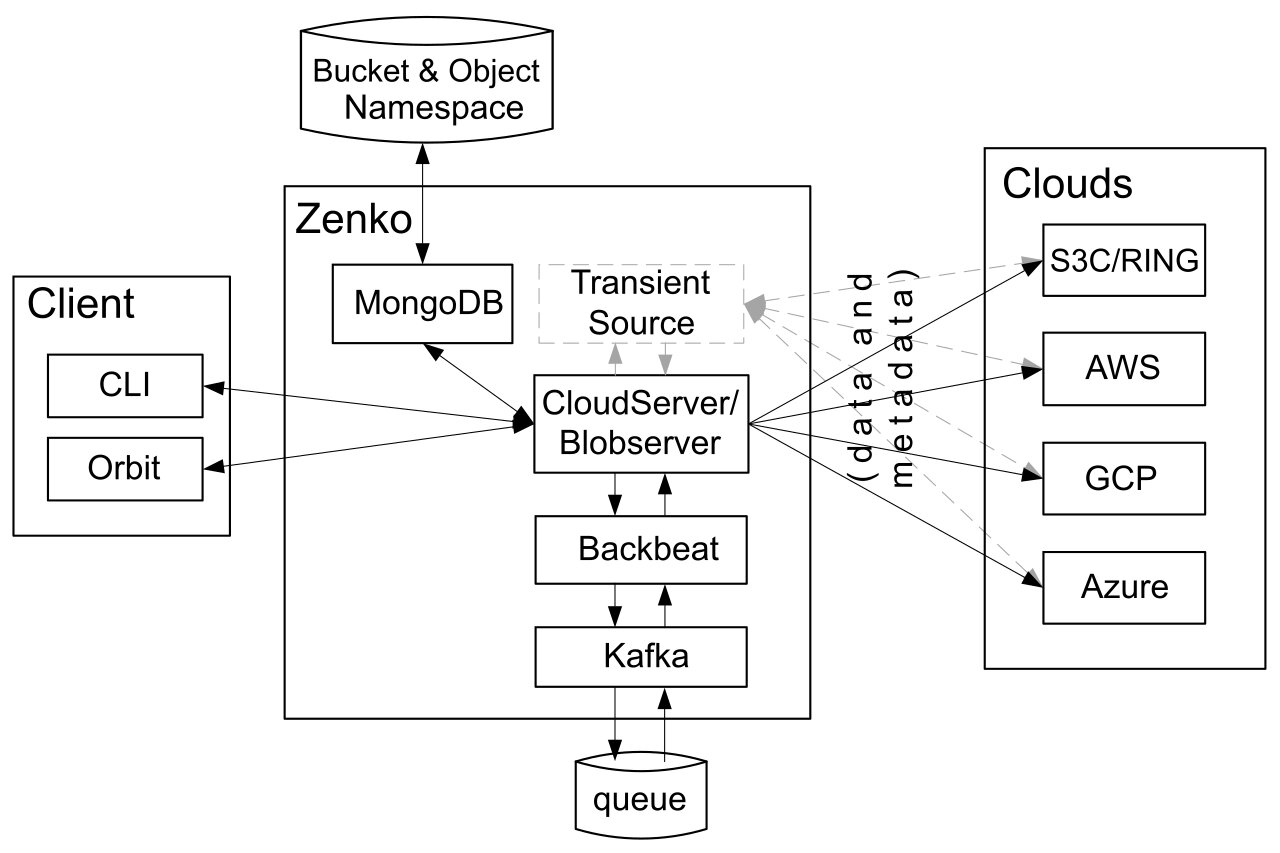 Bucket & Object
Namespace
Zenko
MongoDB
Transient
Source
Client
CLI
Orbit
CloudServer/
Blobserver
Backbeat
Kafka
queue
(data and
metadata)
Clouds
S3C/RING
AWS
GCP
Azure